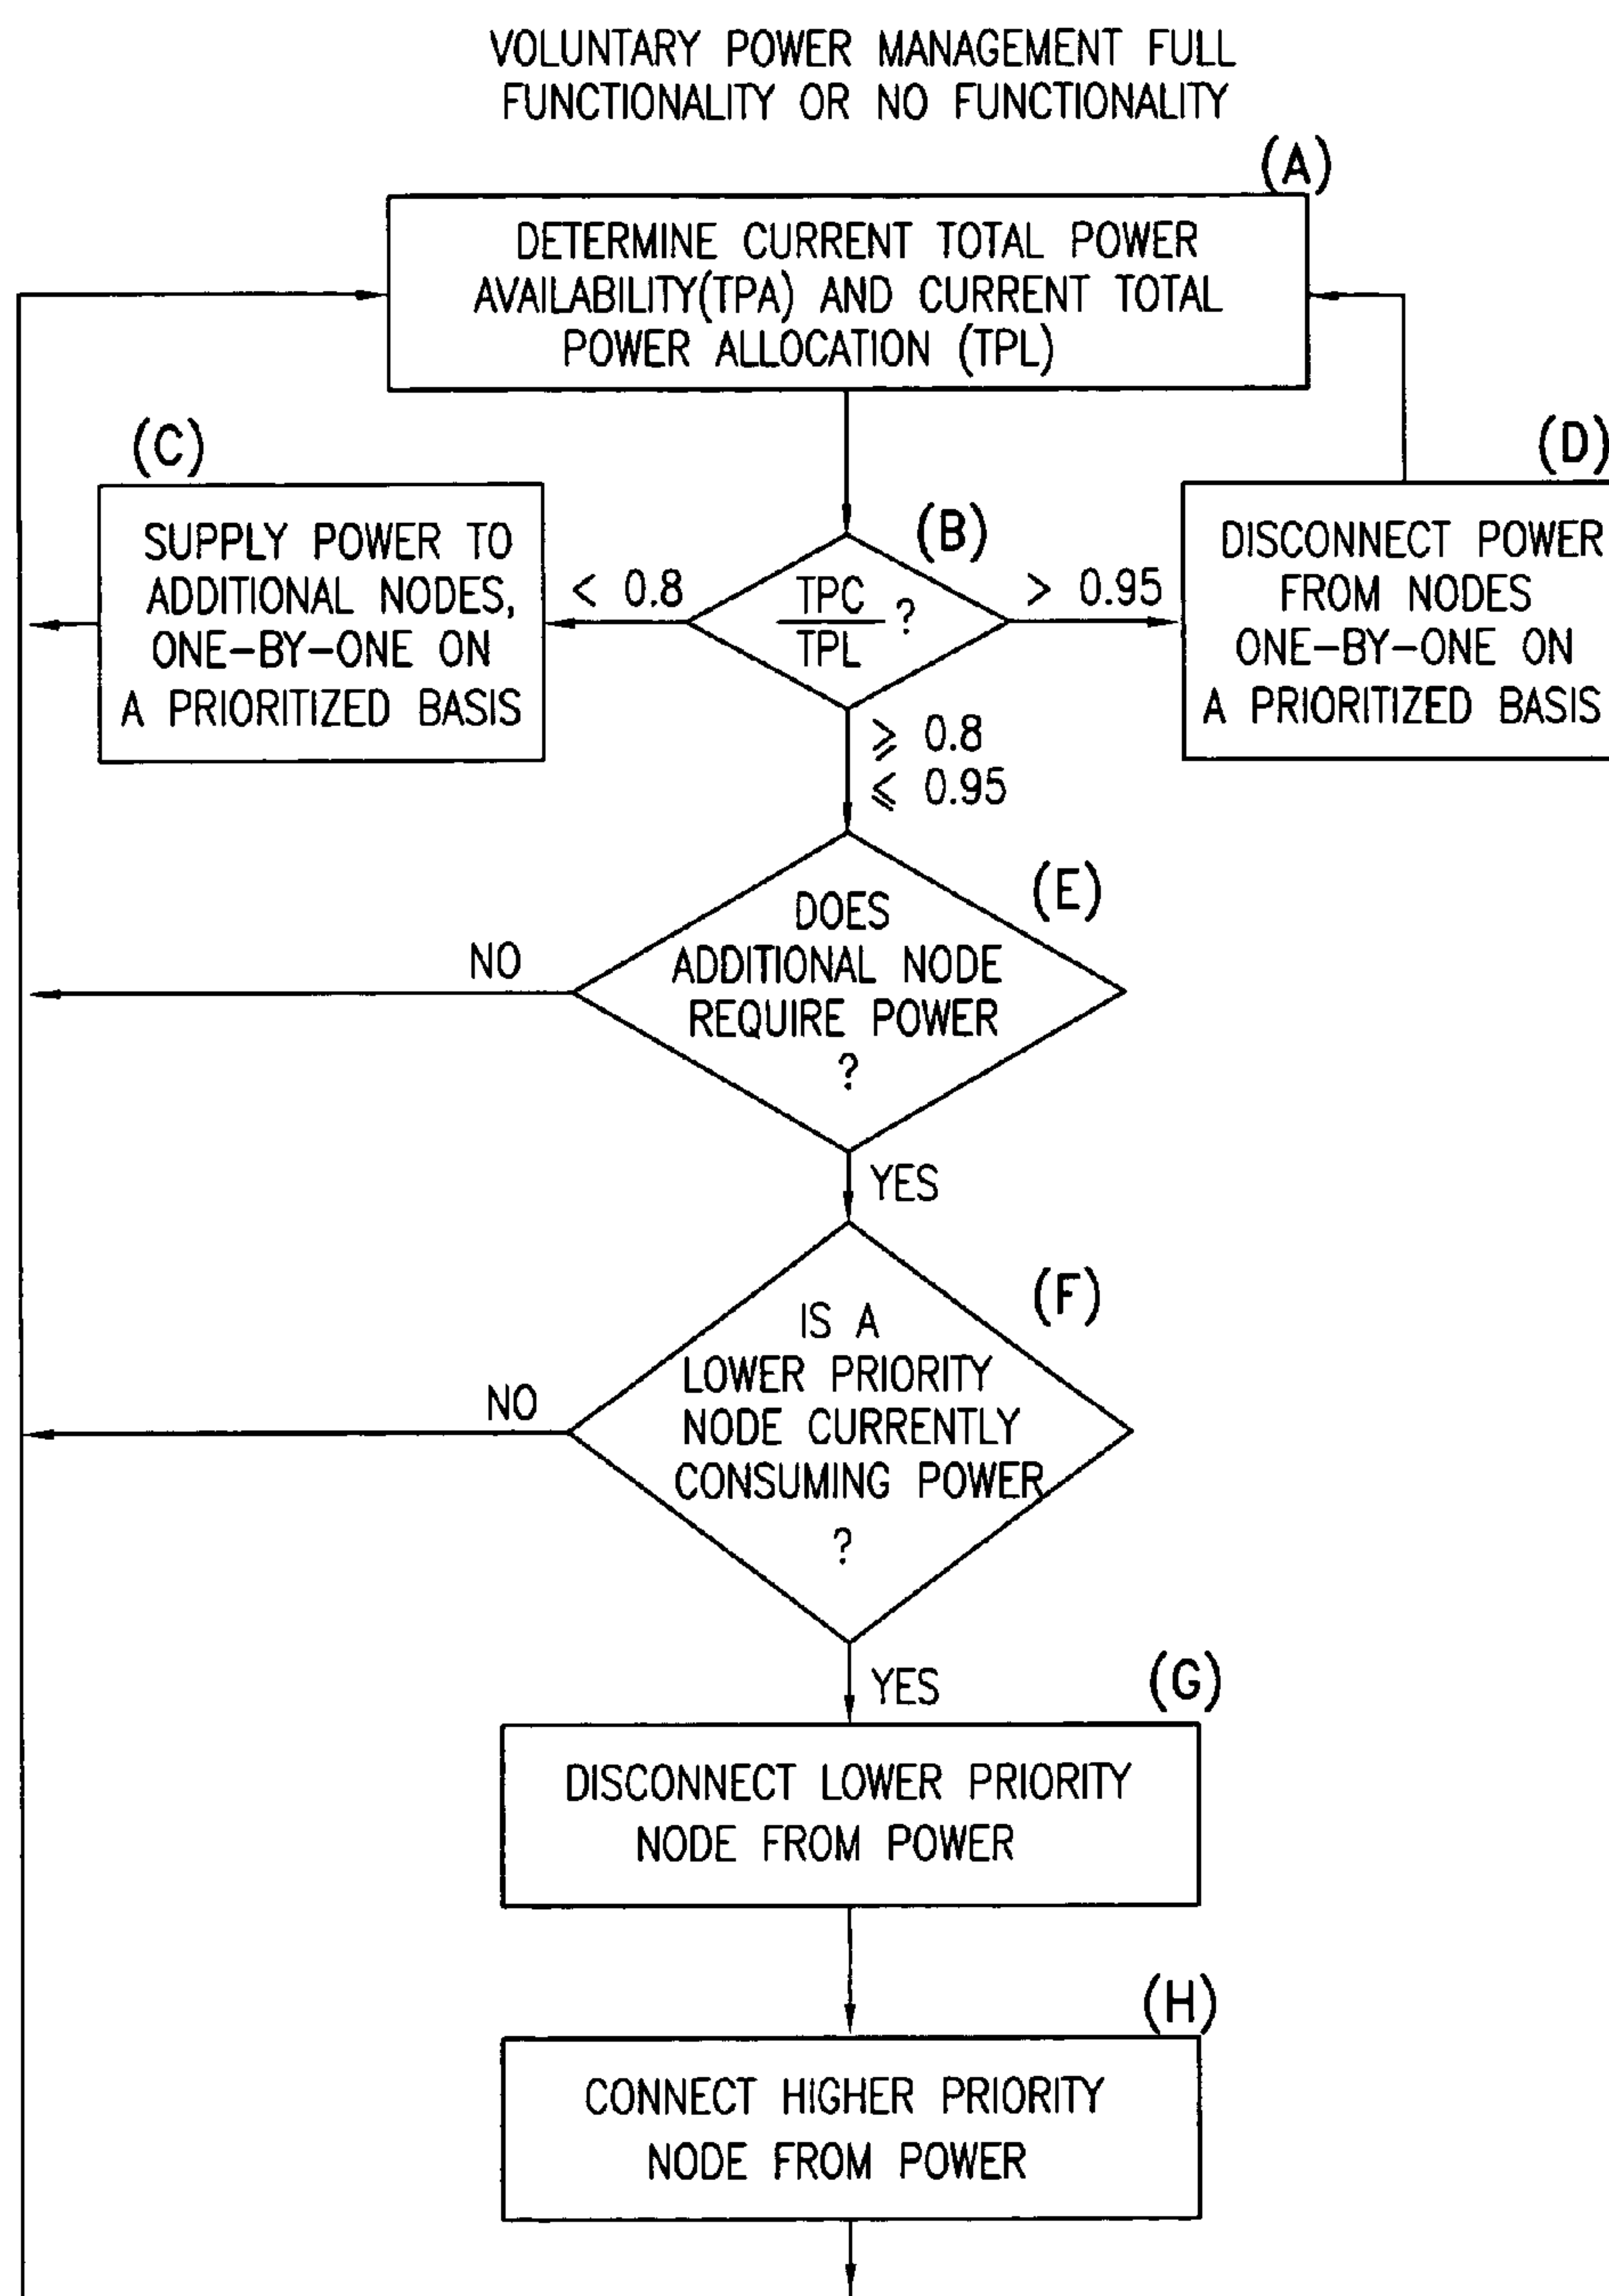 VOLUNTARY POWER MANAGEMENT FULL
FUNCTIONALITY OR NO FUNCTIONALITY
(A)
DETERMINE CURRENT TOTAL POWER
AVAILABILITY(TPA) AND CURRENT TOTAL
POWER ALLOCATION (TPL)
(C)
SUPPLY POWER TO
ADDITIONAL NODES,
ONE-BY-ONE ON
A PRIORITIZED BASIS
< 0.8
(B)
TPC
TPL
?
> 0.95
(D)
DISCONNECT POWER
FROM NODES
ONE-BY-ONE ON
A PRIORITIZED BASIS
⩾ 0.8
⩽ 0.95
(E)
DOES
ADDITIONAL NODE
REQUIRE POWER
?
NO
YES
(F)
IS A
LOWER PRIORITY
NODE CURRENTLY
CONSUMING POWER
?
NO
YES
(G)
DISCONNECT LOWER PRIORITY
NODE FROM POWER
(H)
CONNECT HIGHER PRIORITY
NODE FROM POWER